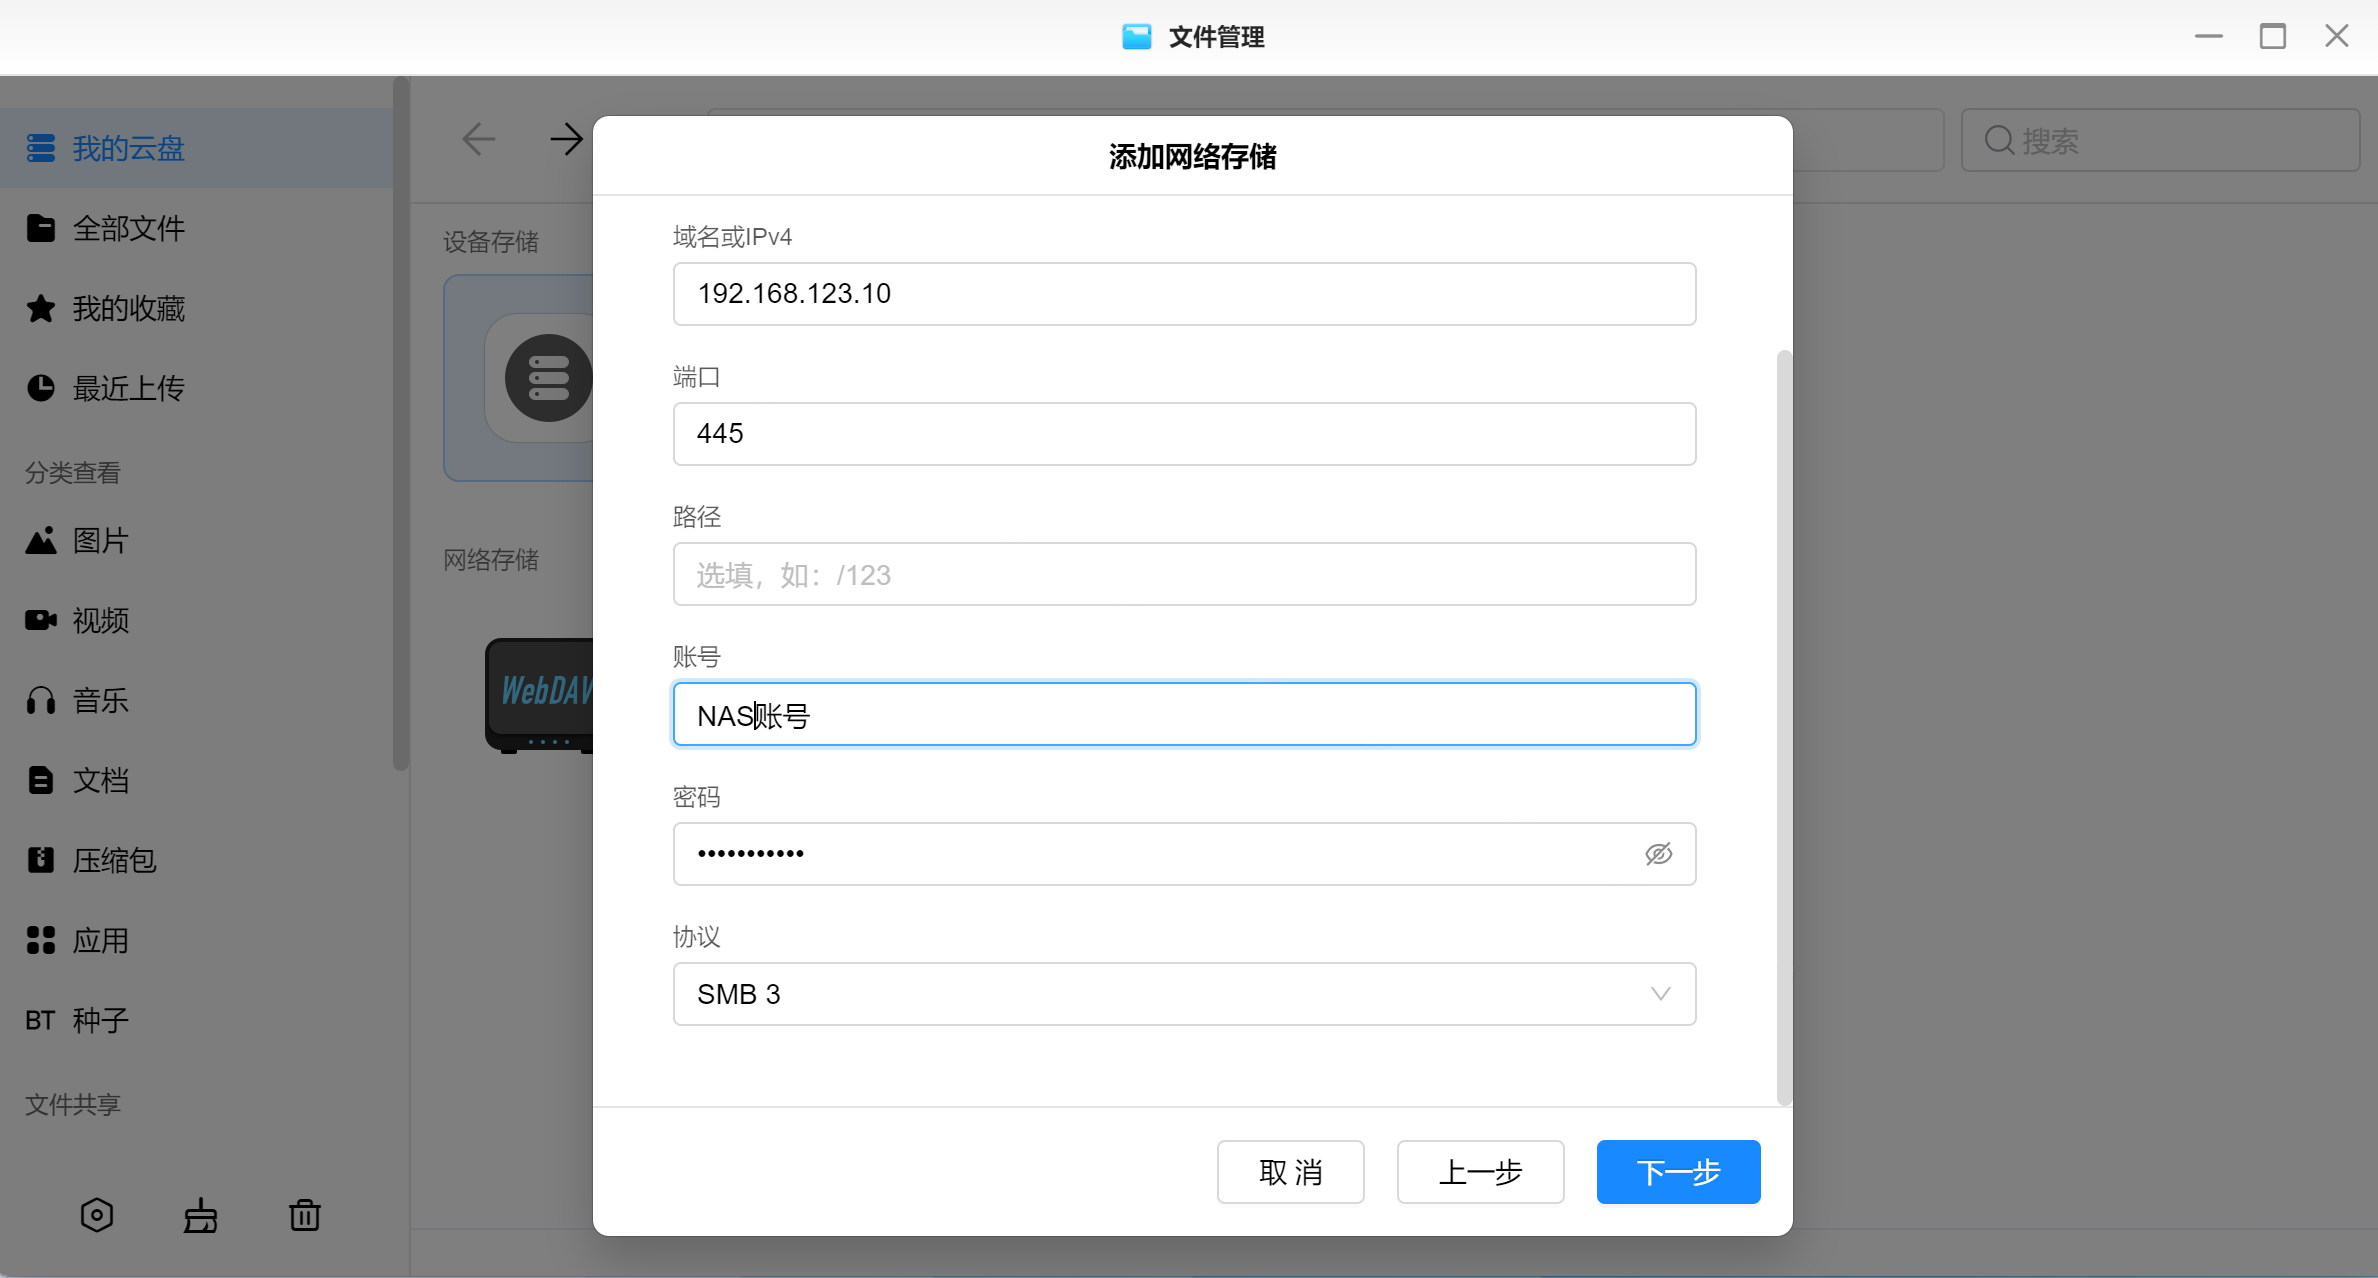 文件管理
我的云盘
全部文件
我的收藏
最近上传
分类查看
图片
视频
音乐
文档
压缩包
应用
BT 种子
文件共享
搜索
设备存储
网络存储
WebDAV
添加网络存储
域名或IPv4
192.168.123.10
端口
445
路径
选填，如：/123
账号
NAS账号
密码
•••••••••••
协议
SMB 3
取 消
上一步
下一步